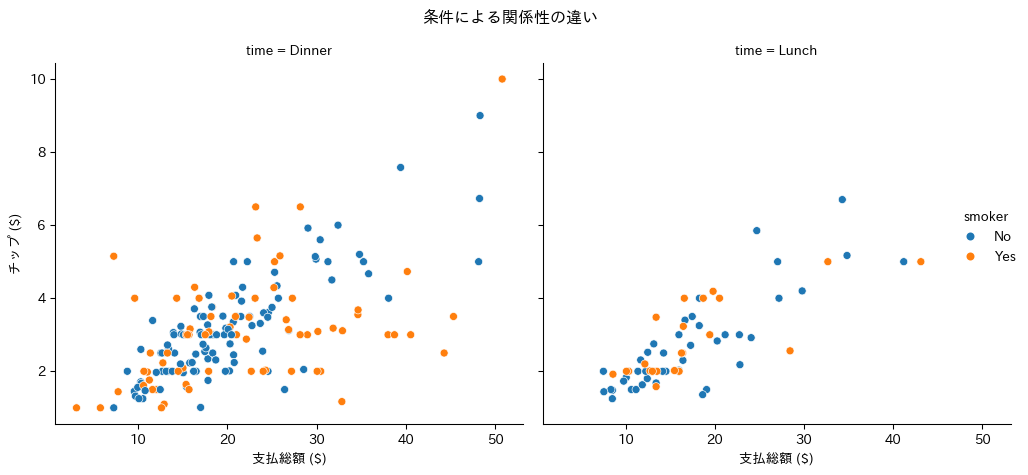 条件による関係性の違い
time = Dinner
time = Lunch
チップ ($)
10
8
6
4
2
10
20
30
40
50
10
20
30
40
50
支払総額 ($)
支払総額 ($)
smoker
No
Yes